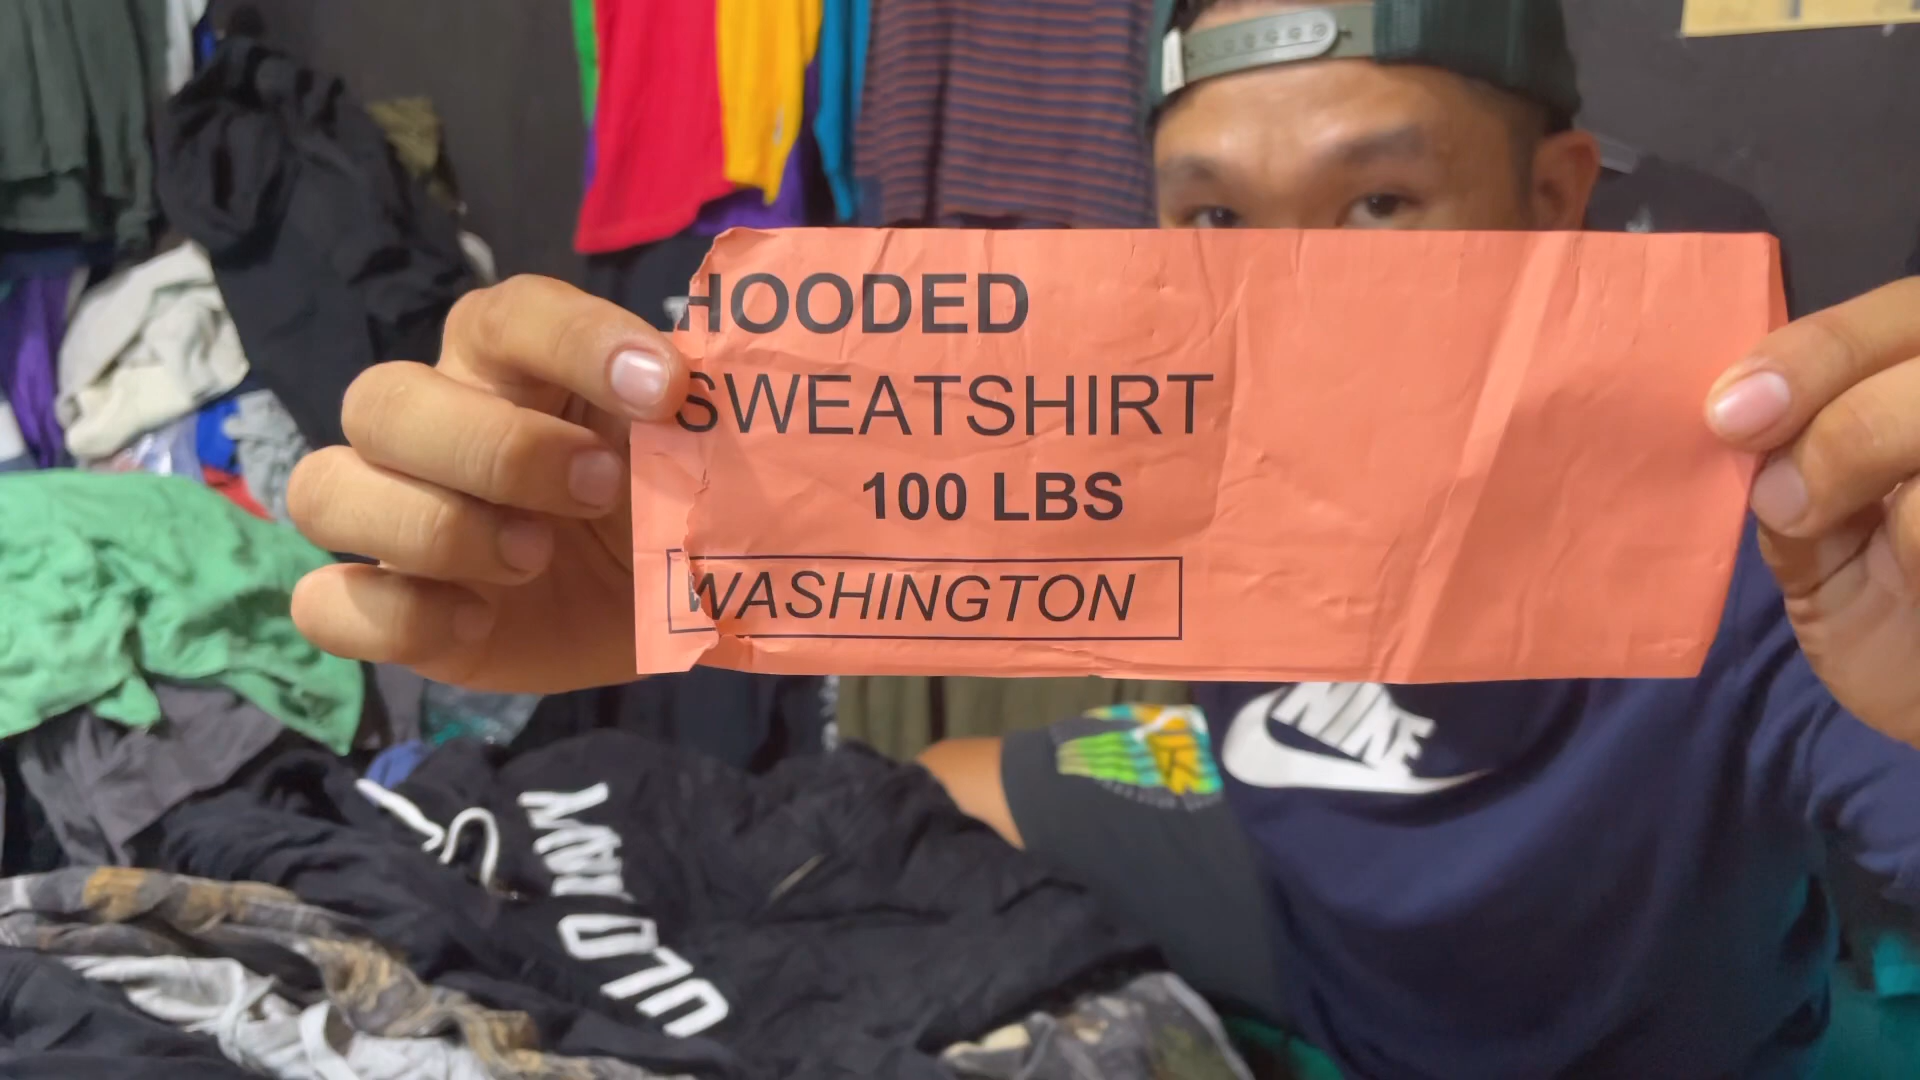 HOODED
SWEATSHIRT
100 LBS
WASHINGTON
NIKE
OLD NAVY